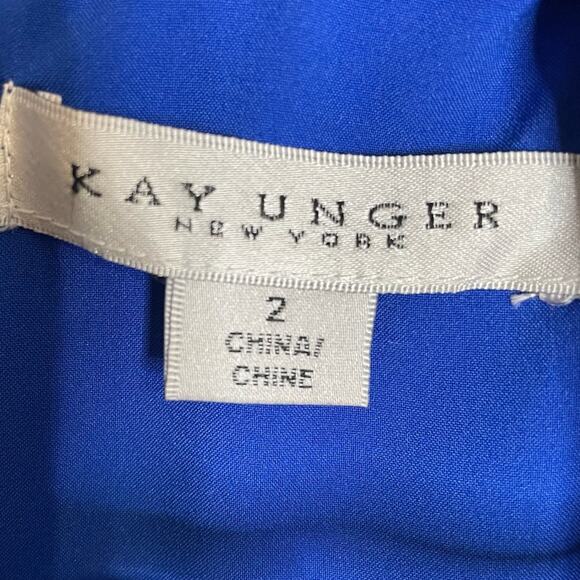 KAY UNGER
NEW YORK
2
CHINA/
CHINE